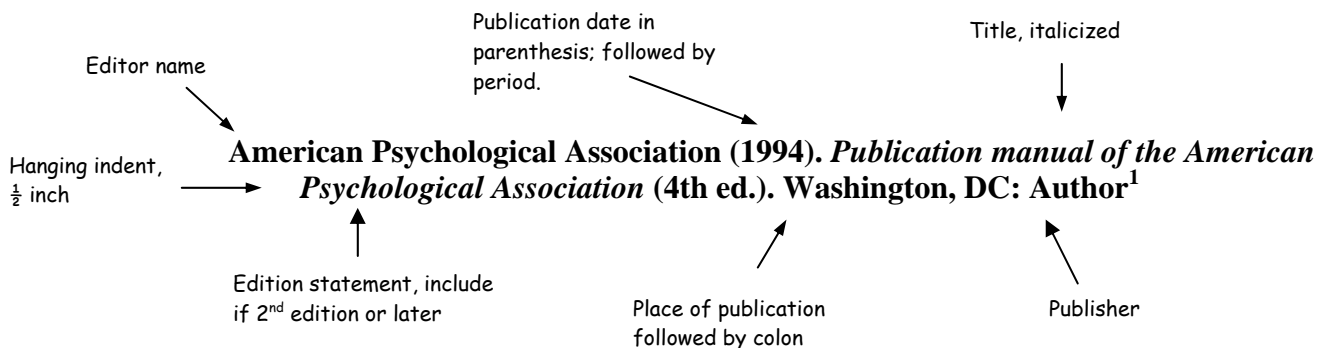 Publication date in
parenthesis; followed by
period.
Title, italicized
Editor name
American Psychological Association (1994). Publication manual of the American
Psychological Association (4th ed.). Washington, DC: Author1
Hanging indent,
½ inch
Edition statement, include
if 2nd edition or later
Place of publication
followed by colon
Publisher